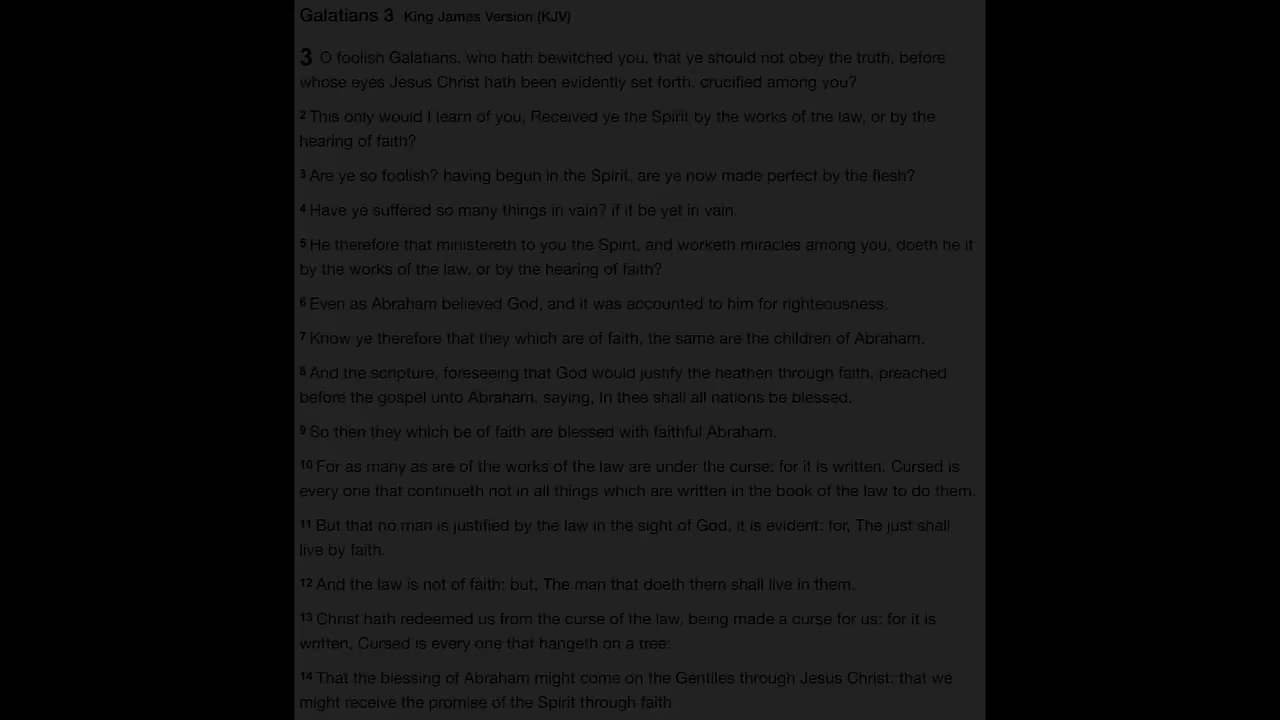 Galatians 3 King James Version (KJV)
3 O foolish Galatians, who hath bewitched you, that ye should not obey the truth, before
whose eyes Jesus Christ hath been evidently set forth, crucified among you?
2 This only would I learn of you, Received ye the Spirit by the works of the law, or by the
hearing of faith?
3 Are ye so foolish? having begun in the Spirit, are ye now made perfect by the flesh?
4 Have ye suffered so many things in vain? if it be yet in vain.
5 He therefore that ministereth to you the Spirit, and worketh miracles among you, doeth he it
by the works of the law, or by the hearing of faith?
6 Even as Abraham believed God, and it was accounted to him for righteousness.
7 Know ye therefore that they which are of faith, the same are the children of Abraham.
8 And the scripture, foreseeing that God would justify the heathen through faith, preached
before the gospel unto Abraham, saying, In thee shall all nations be blessed.
9 So then they which be of faith are blessed with faithful Abraham.
10 For as many as are of the works of the law are under the curse: for it is written, Cursed is
every one that continueth not in all things which are written in the book of the law to do them.
11 But that no man is justified by the law in the sight of God, it is evident: for, The just shall
live by faith.
12 And the law is not of faith: but, The man that doeth them shall live in them.
13 Christ hath redeemed us from the curse of the law, being made a curse for us: for it is
written, Cursed is every one that hangeth on a tree:
14 That the blessing of Abraham might come on the Gentiles through Jesus Christ; that we
might receive the promise of the Spirit through faith